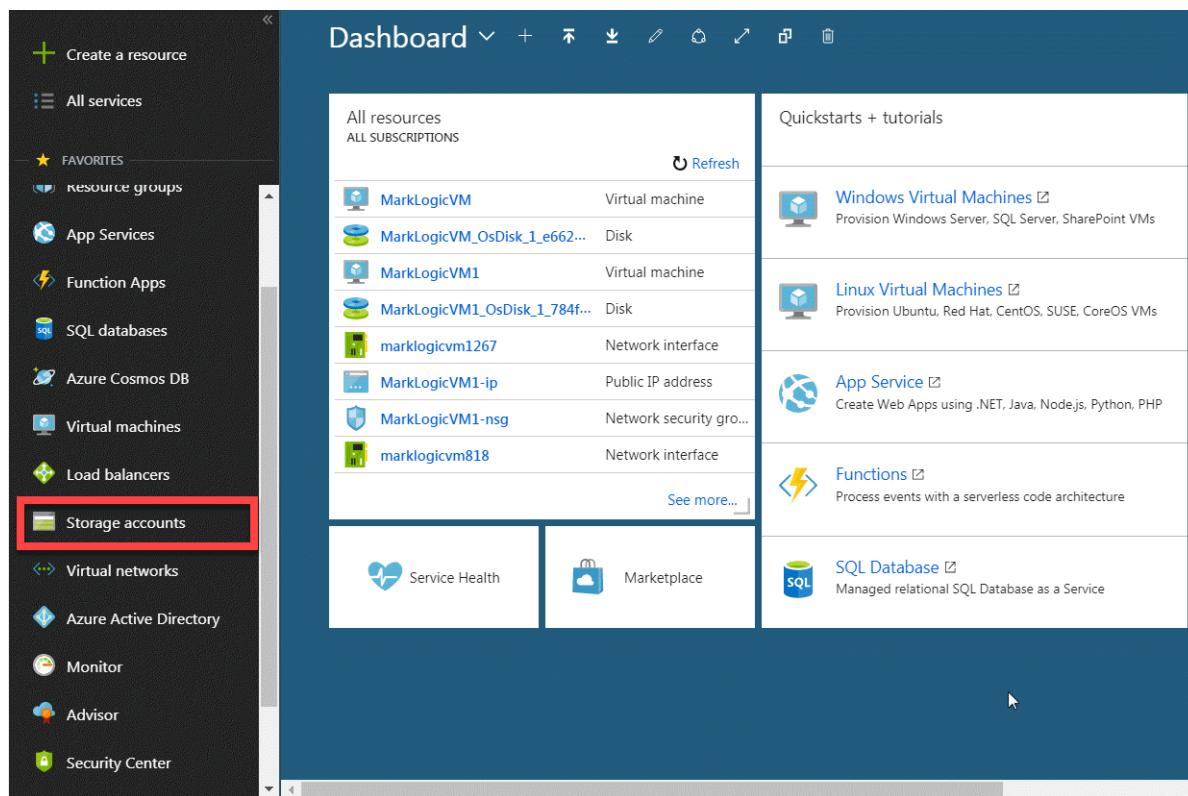 «
Create a resource
All services
FAVORITES
Resource groups
App Services
Function Apps
SQL databases
Azure Cosmos DB
Virtual machines
Load balancers
Storage accounts
Virtual networks
Azure Active Directory
Monitor
Advisor
Security Center
Dashboard
All resources
ALL SUBSCRIPTIONS
Refresh
MarkLogicVM Virtual machine
MarkLogicVM_OsDisk_1_e662... Disk
MarkLogicVM1 Virtual machine
MarkLogicVM1_OsDisk_1_784f... Disk
marklogicvm1267 Network interface
MarkLogicVM1-ip Public IP address
MarkLogicVM1-nsg Network security gro...
marklogicvm818 Network interface
See more...
Service Health
Marketplace
Quickstarts + tutorials
Windows Virtual Machines
Provision Windows Server, SQL Server, SharePoint VMs
Linux Virtual Machines
Provision Ubuntu, Red Hat, CentOS, SUSE, CoreOS VMs
App Service
Create Web Apps using .NET, Java, Node.js, Python, PHP
Functions
Process events with a serverless code architecture
SQL
SQL Database
Managed relational SQL Database as a Service